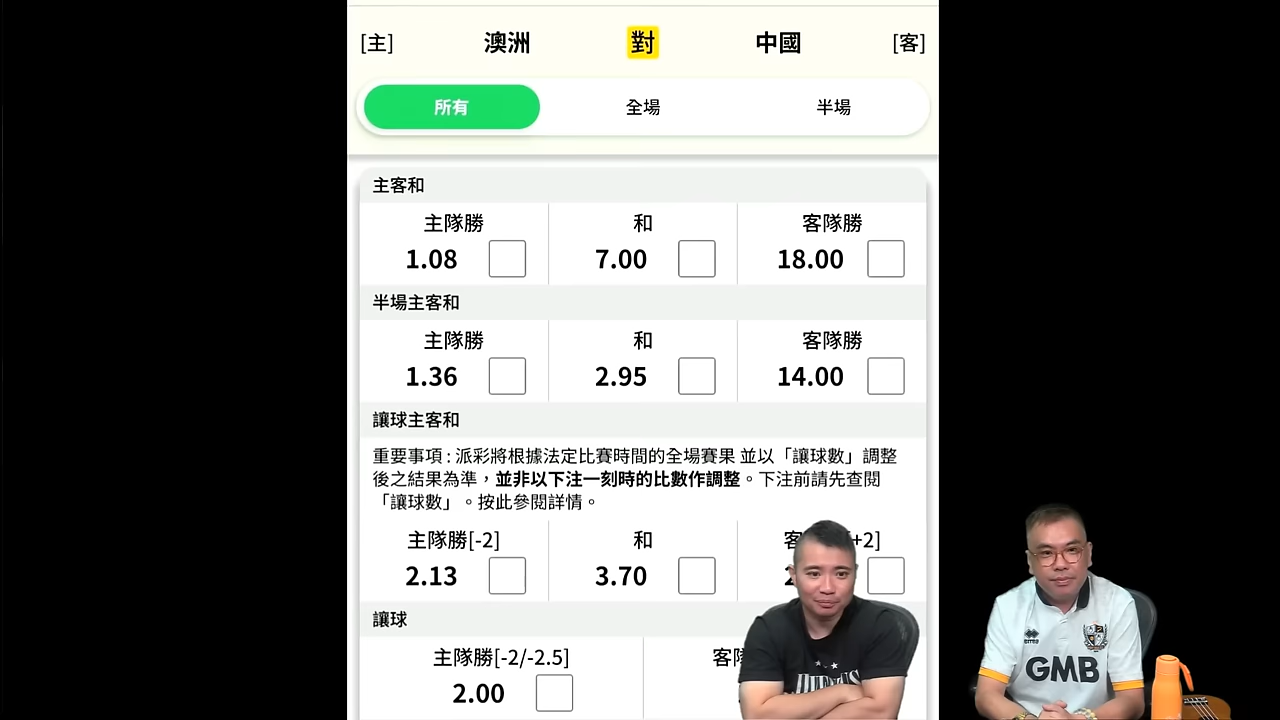 [主] 澳洲 對 中國 [客]
所有 全場 半場
主客和
主隊勝 和 客隊勝
1.08 7.00 18.00
半場主客和
主隊勝 和 客隊勝
1.36 2.95 14.00
讓球主客和
重要事項 : 派彩將根據法定比賽時間的全場賽果 並以「讓球數」調整
後之結果為準，並非以下注一刻時的比數作調整。下注前請先查閱
「讓球數」。按此參閱詳情。
主隊勝[-2] 和 客 +2]
2.13 3.70
讓球
主隊勝[-2/-2.5] 客
2.00
GMB